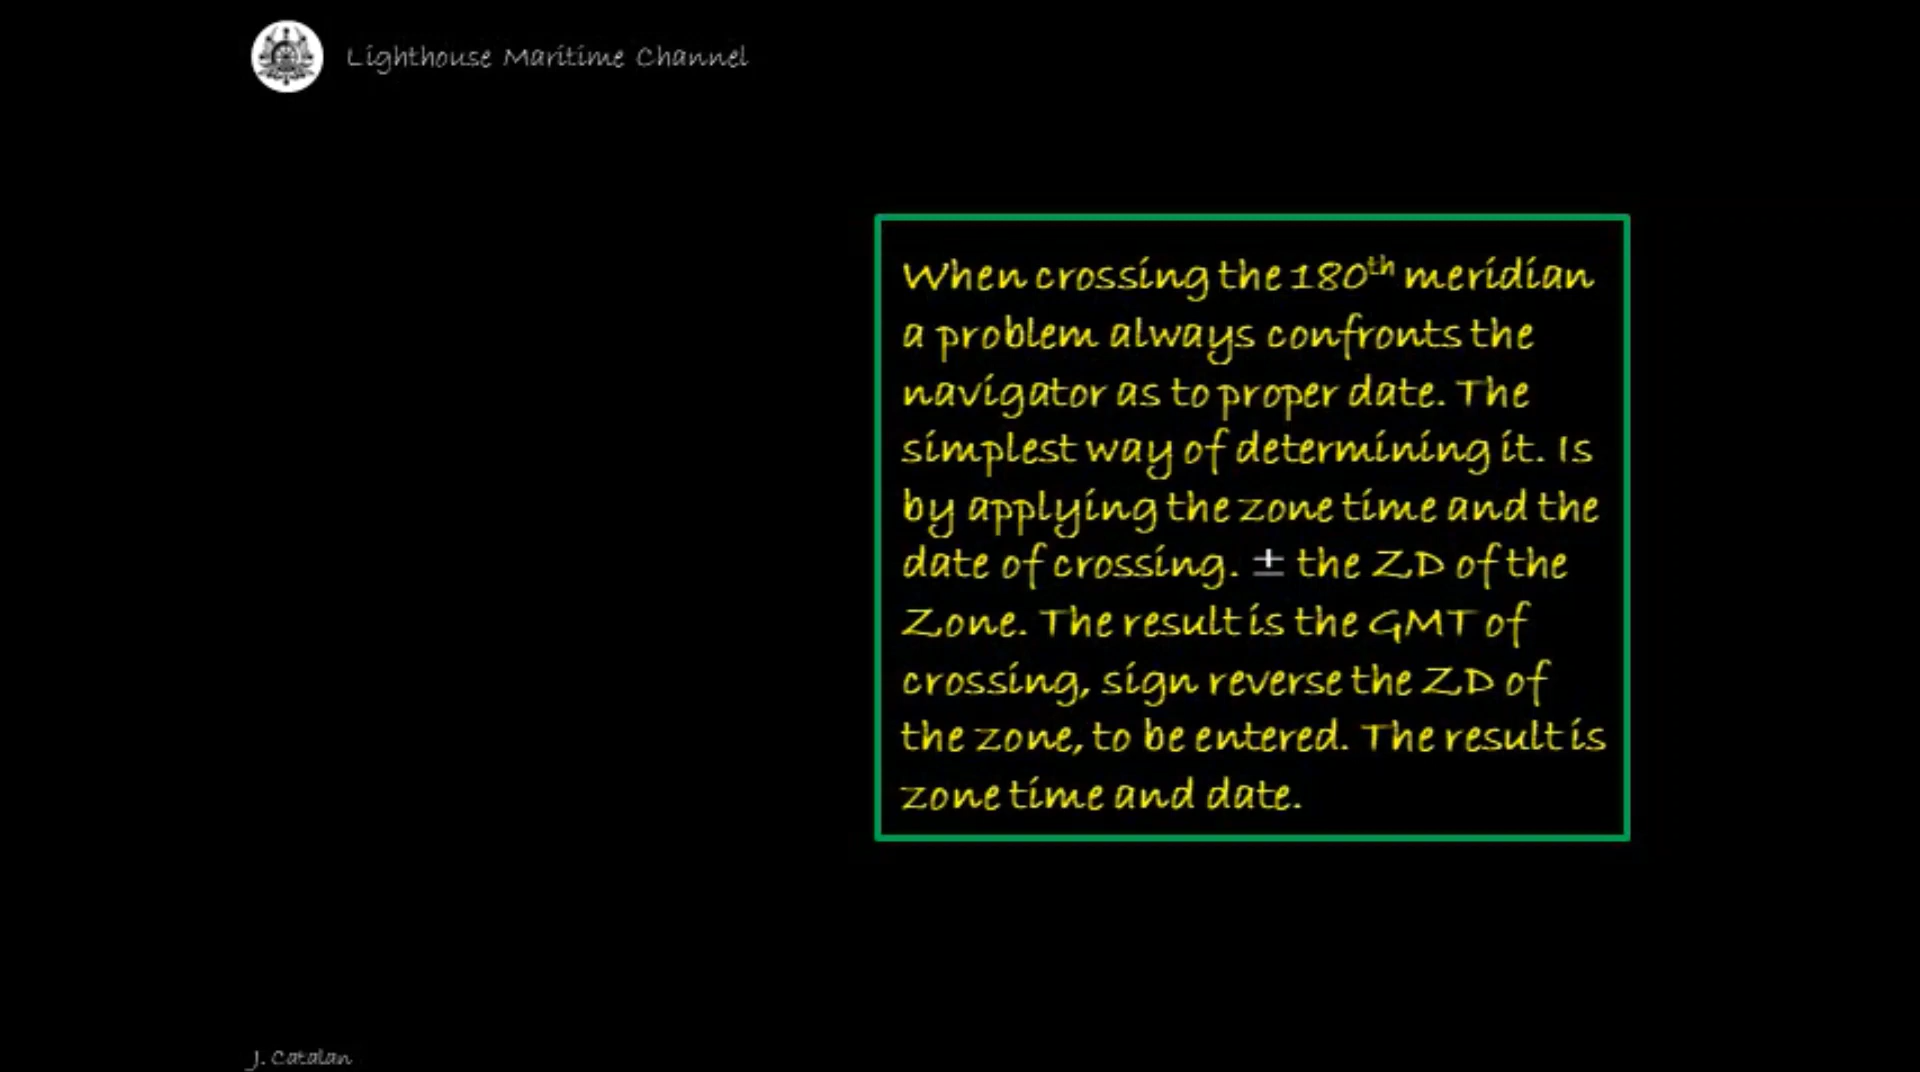 Lighthouse Maritime Channel
When crossing the 180th meridian
a problem always confronts the
navigator as to proper date. The
simplest way of determining it. Is
by applying the zone time and the
date of crossing. ± the ZD of the
Zone. The result is the GMT of
crossing, sign reverse the ZD of
the zone, to be entered. The result is
zone time and date.
J. Catalan